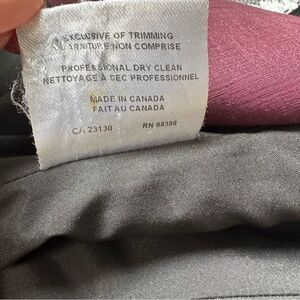 EXCLUSIVE OF TRIMMING
GARNITURE NON COMPRISE
PROFESSIONAL DRY CLEAN
NETTOYAGE A SEC PROFESSIONNEL
MADE IN CANADA
FAIT AU CANADA
CA 23130 RN 98398